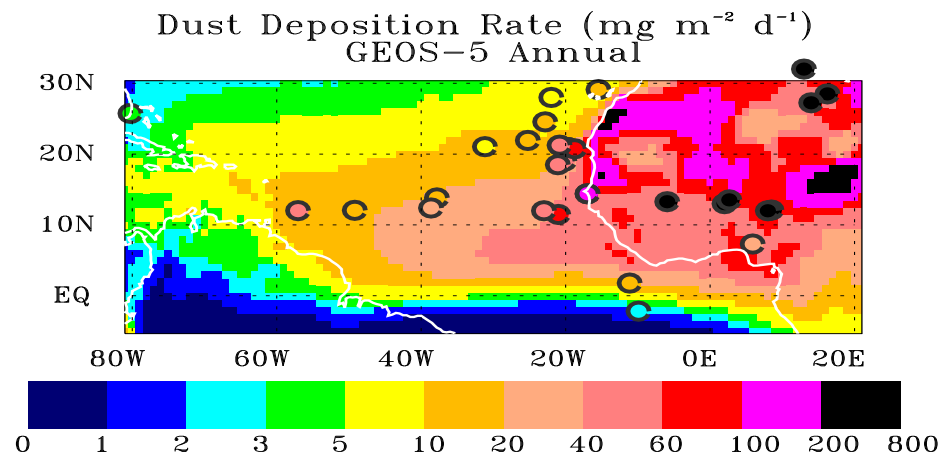 Dust Deposition Rate (mg m⁻² d⁻¹)
GEOS−5 Annual
30N
20N
10N
EQ
80W 60W 40W 20W 0E 20E
0 1 2 3 5 10 20 40 60 100 200 800